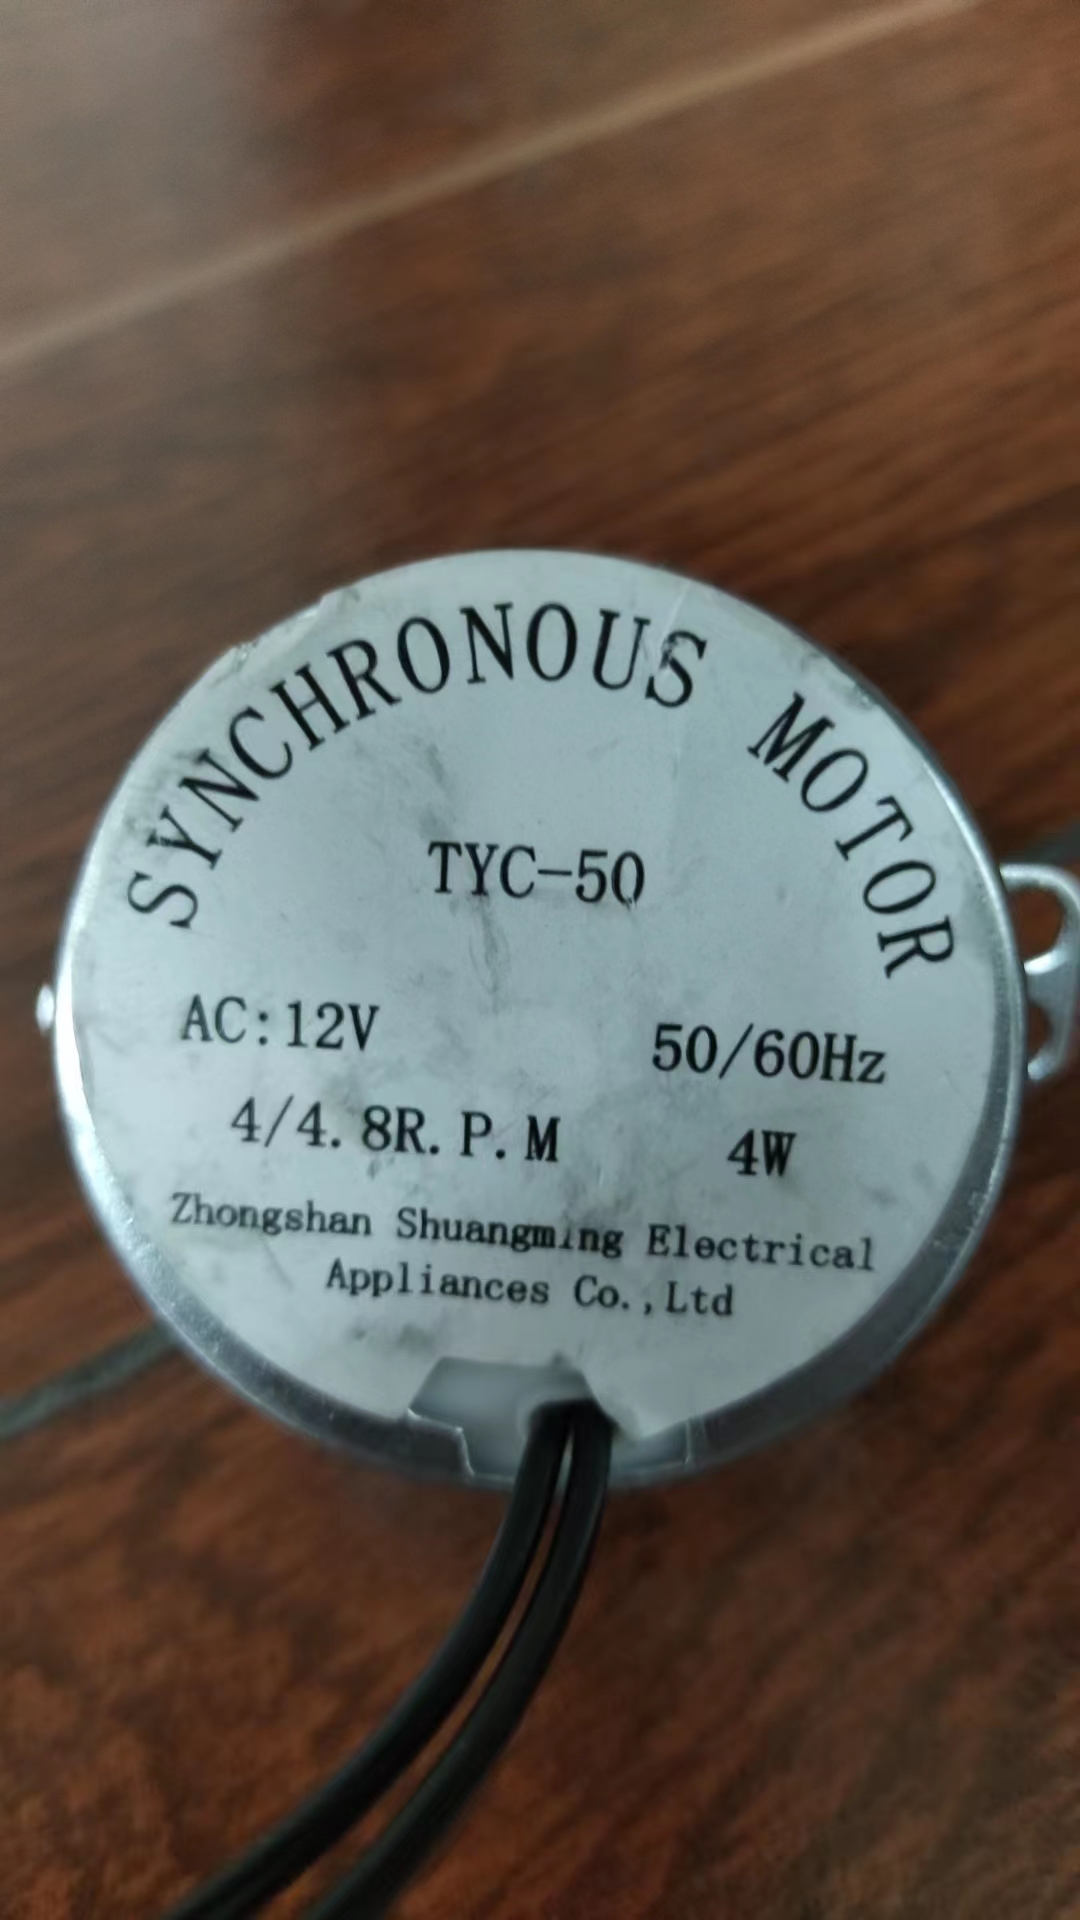 SYNCHRONOUS MOTOR
TYC-50
AC:12V 50/60Hz
4/4.8R.P.M 4W
Zhongshan Shuangming Electrical
Appliances Co.,Ltd